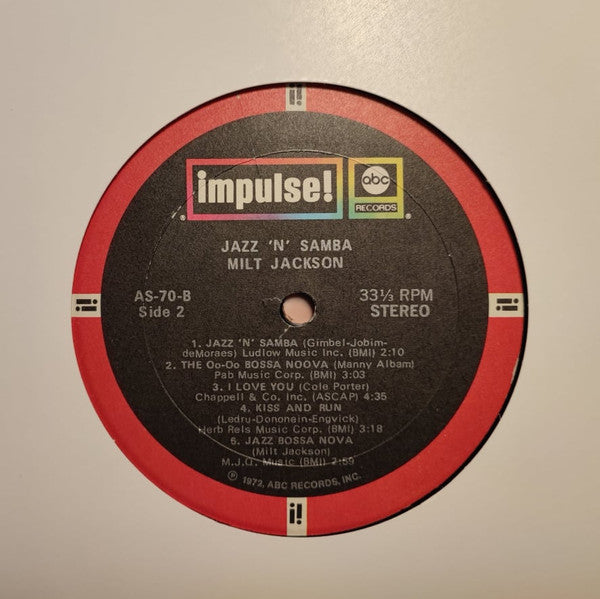 impulse!
abc
RECORDS
JAZZ 'N' SAMBA
MILT JACKSON
AS-70-B
Side 2
33⅓ RPM
STEREO
1. JAZZ 'N' SAMBA (Gimbel-Jobim-
deMoraes) Ludlow Music Inc. (BMI) 2:10
2. THE Oo-Oo BOSSA NOOVA (Manny Albam)
Pab Music Corp. (BMI) 3:03
3. I LOVE YOU (Cole Porter)
Chappell & Co. Inc. (ASCAP) 4:35
4. KISS AND RUN
(Ledru-Dononein-Engvick)
Herb Reis Music Corp. (BMI) 3:18
5. JAZZ BOSSA NOVA
(Milt Jackson)
M.J.Q. Music (BMI) 2:59
℗ 1972, ABC RECORDS, INC.